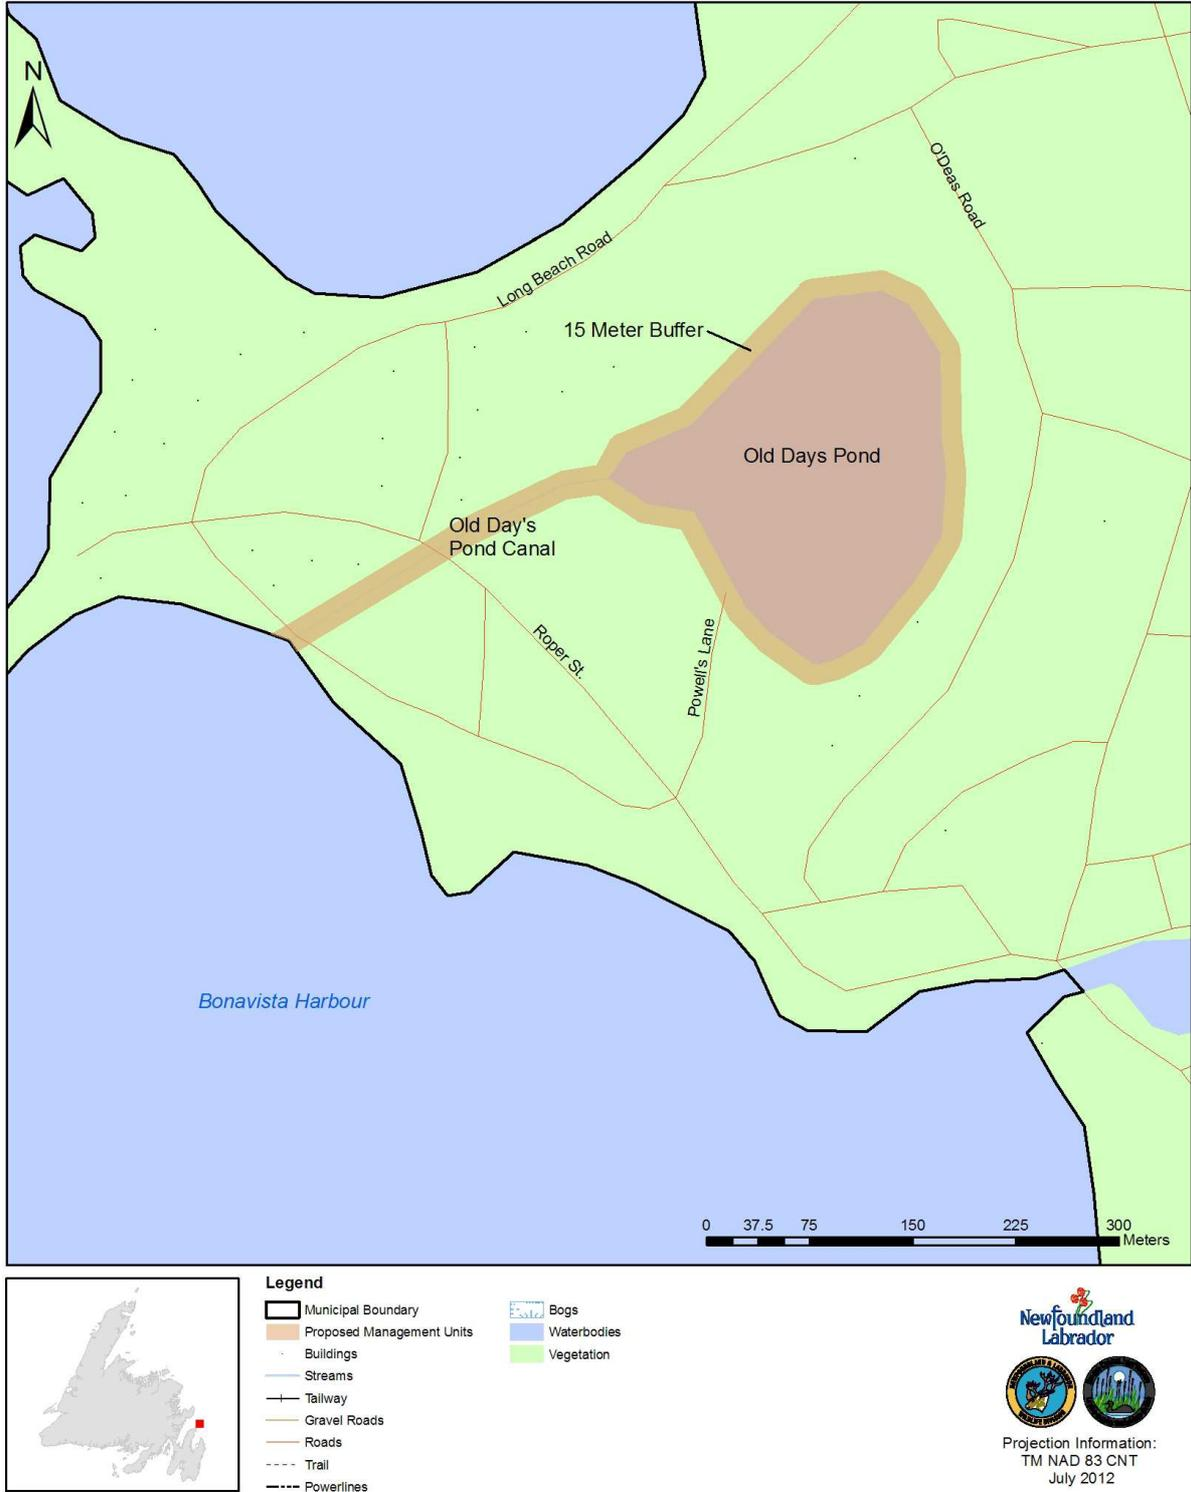 N
O'Deas Road
Long Beach Road
15 Meter Buffer
Old Days Pond
Old Day's
Pond Canal
Roper St.
Powell's Lane
Bonavista Harbour
0 37.5 75 150 225 300
Meters
Legend
Municipal Boundary
Proposed Management Units
Buildings
Streams
Tailway
Gravel Roads
Roads
Trail
Powerlines
Bogs
Waterbodies
Vegetation
Newfoundland
Labrador
Projection Information:
TM NAD 83 CNT
July 2012